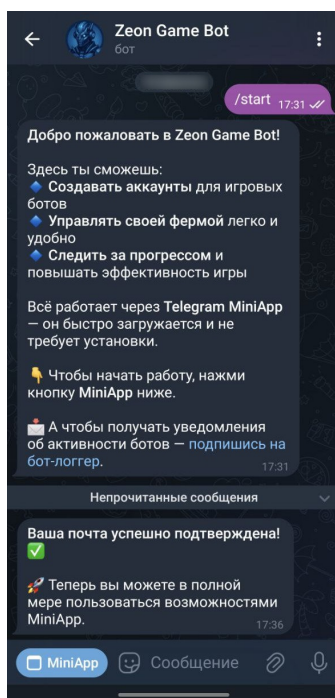 Zeon Game Bot
бот
/start 17:31
Добро пожаловать в Zeon Game Bot!
Здесь ты сможешь:
🔹 Создавать аккаунты для игровых
ботов
🔹 Управлять своей фермой легко и
удобно
🔹 Следить за прогрессом и
повышать эффективность игры
Всё работает через Telegram MiniApp
— он быстро загружается и не
требует установки.
👇 Чтобы начать работу, нажми
кнопку MiniApp ниже.
📩 А чтобы получать уведомления
об активности ботов — подпишись на
бот-логгер. 17:31
Непрочитанные сообщения
Ваша почта успешно подтверждена!
✅
🚀 Теперь вы можете в полной
мере пользоваться возможностями
MiniApp. 17:36
MiniApp Сообщение